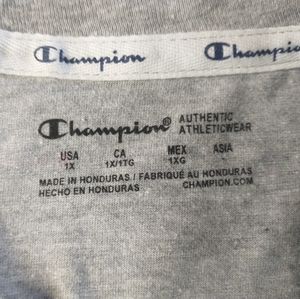 Champion Champion
Champion® AUTHENTIC ATHLETICWEAR
USA CA MEX ASIA
1X 1X/1TG 1XG
MADE IN HONDURAS / FABRIQUÉ AU HONDURAS
HECHO EN HONDURAS CHAMPION.COM